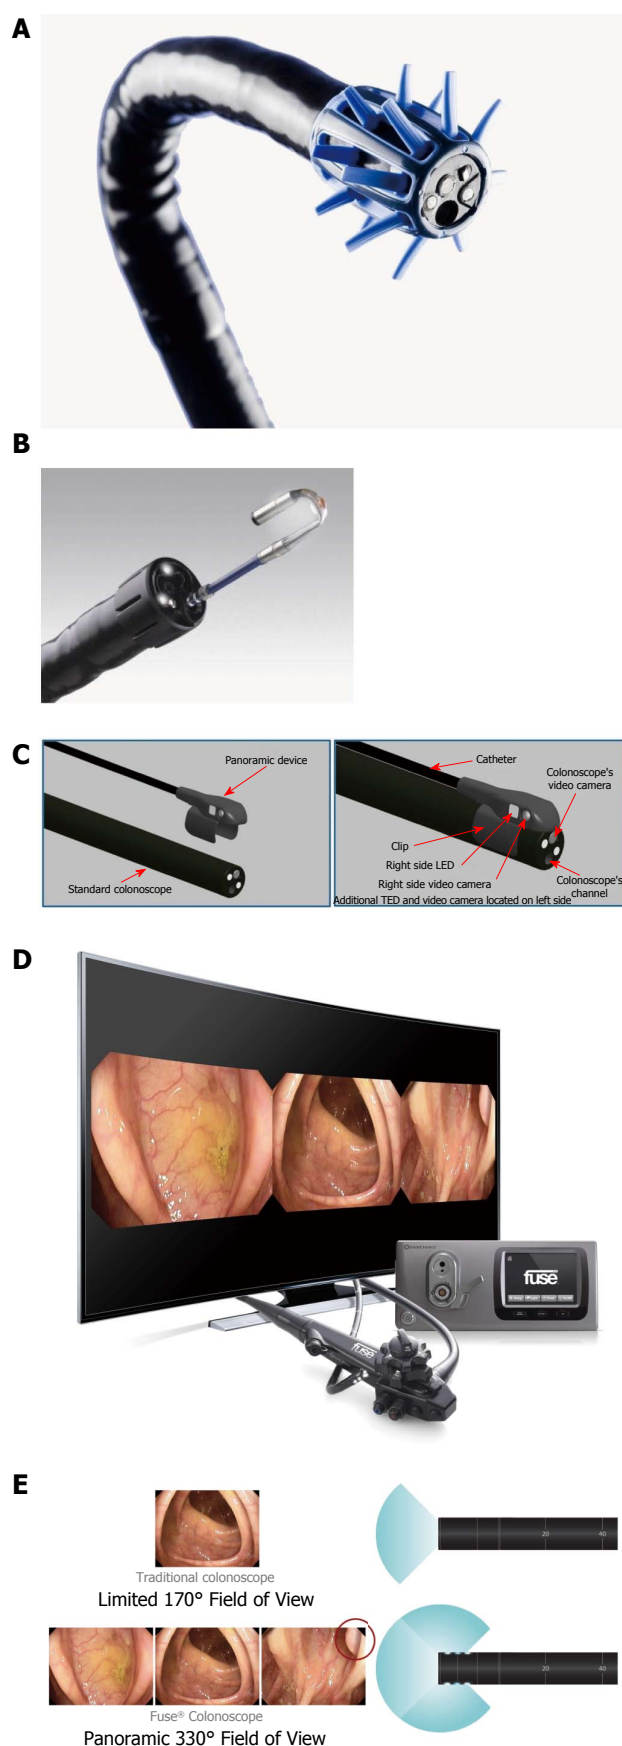 A
B
C
Panoramic device
Standard colonoscope
Catheter
Colonoscope's
video camera
Clip
Right side LED
Right side video camera
Colonoscope's
channel
Additional TED and video camera located on left side
D
fuse
fuse
E
Traditional colonoscope
Limited 170° Field of View
20
40
Fuse® Colonoscope
Panoramic 330° Field of View
20
40